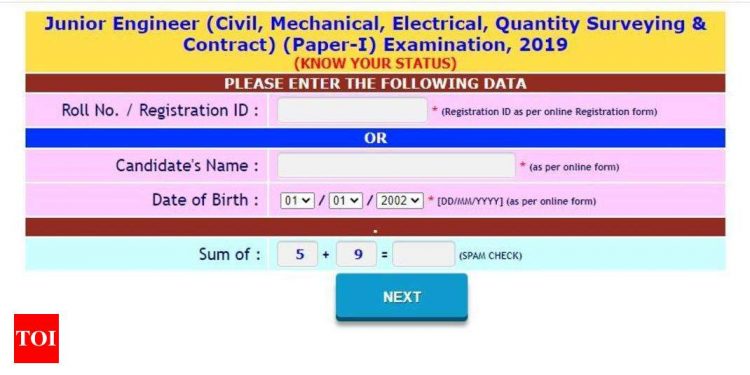 Junior Engineer (Civil, Mechanical, Electrical, Quantity Surveying &
Contract) (Paper-I) Examination, 2019
(KNOW YOUR STATUS)
PLEASE ENTER THE FOLLOWING DATA
Roll No. / Registration ID : * (Registration ID as per online Registration form)
OR
Candidate's Name : * (as per online form)
Date of Birth : 01 / 01 / 2002 * [DD/MM/YYYY] (as per online form)
.
Sum of : 5 + 9 = (SPAM CHECK)
NEXT
TOI